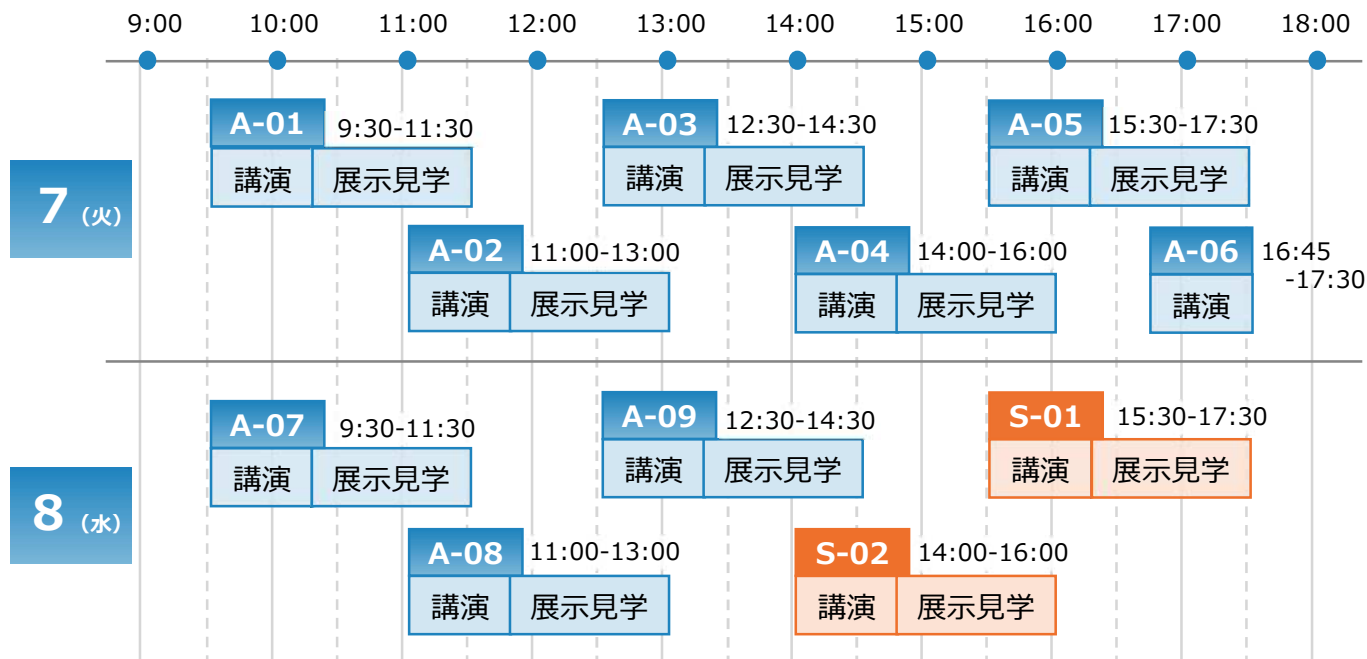 9:00 10:00 11:00 12:00 13:00 14:00 15:00 16:00 17:00 18:00
7（火）
A-01 9:30-11:30
講演 展示見学
A-03 12:30-14:30
講演 展示見学
A-05 15:30-17:30
講演 展示見学
A-02 11:00-13:00
講演 展示見学
A-04 14:00-16:00
講演 展示見学
A-06 16:45
-17:30
講演
8（水）
A-07 9:30-11:30
講演 展示見学
A-09 12:30-14:30
講演 展示見学
S-01 15:30-17:30
講演 展示見学
A-08 11:00-13:00
講演 展示見学
S-02 14:00-16:00
講演 展示見学